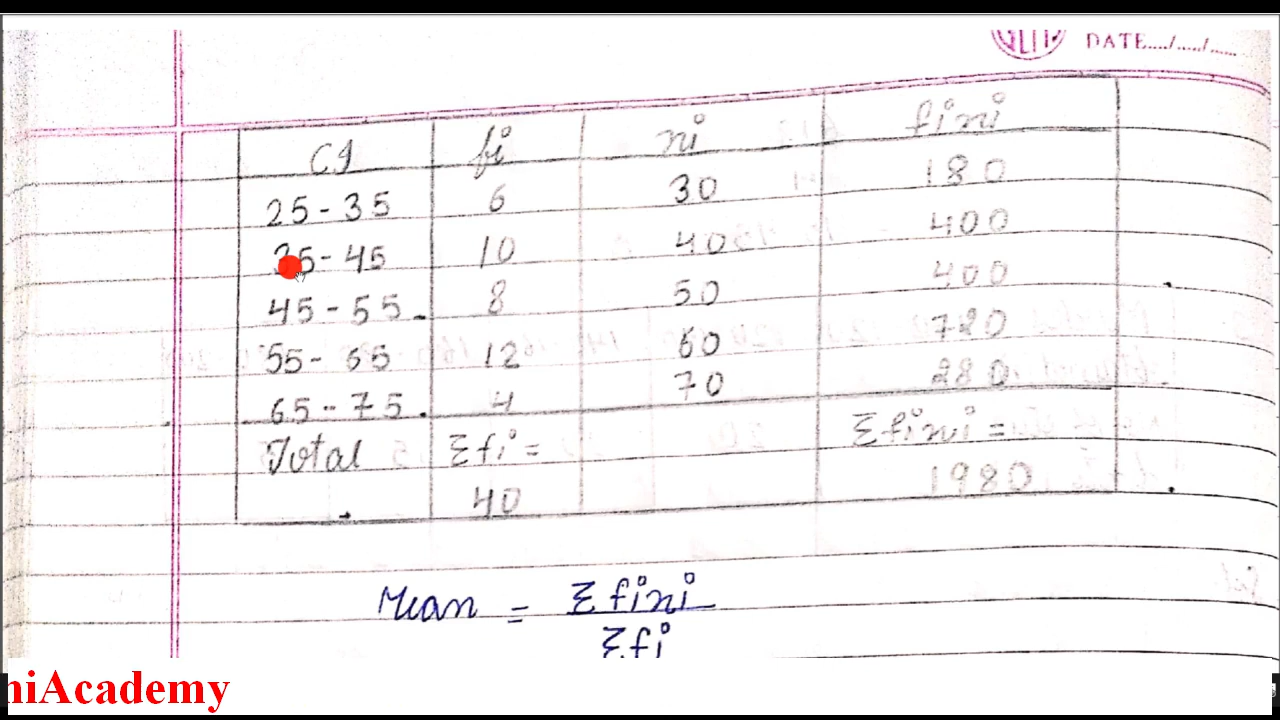 DATE..../...../......
CI fi xi fixi
25-35 6 30 180
35-45 10 40 400
45-55 8 50 400
55-65 12 60 720
65-75 4 70 280
Total Σfi = Σfixi =
40 1980
Mean = Σfixi
Σfi
niAcademy